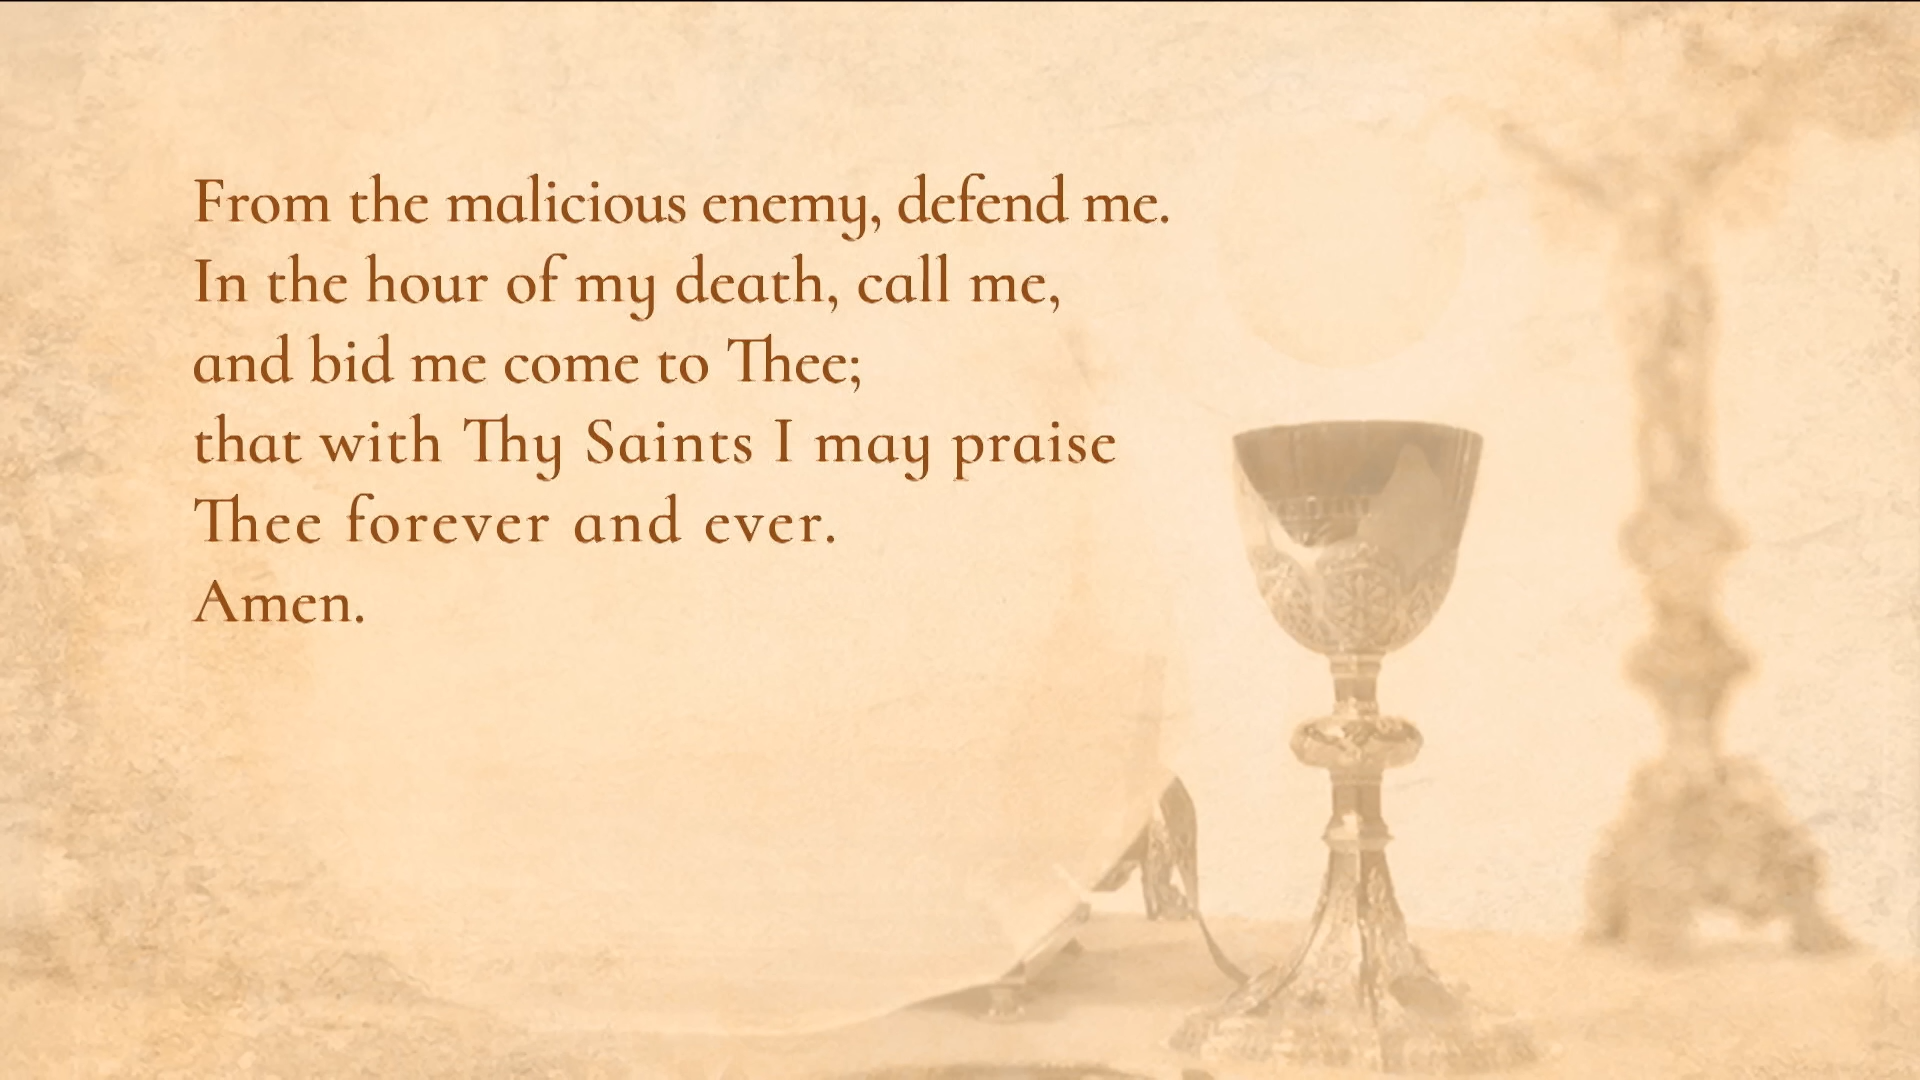 From the malicious enemy, defend me.
In the hour of my death, call me,
and bid me come to Thee;
that with Thy Saints I may praise
Thee forever and ever.
Amen.